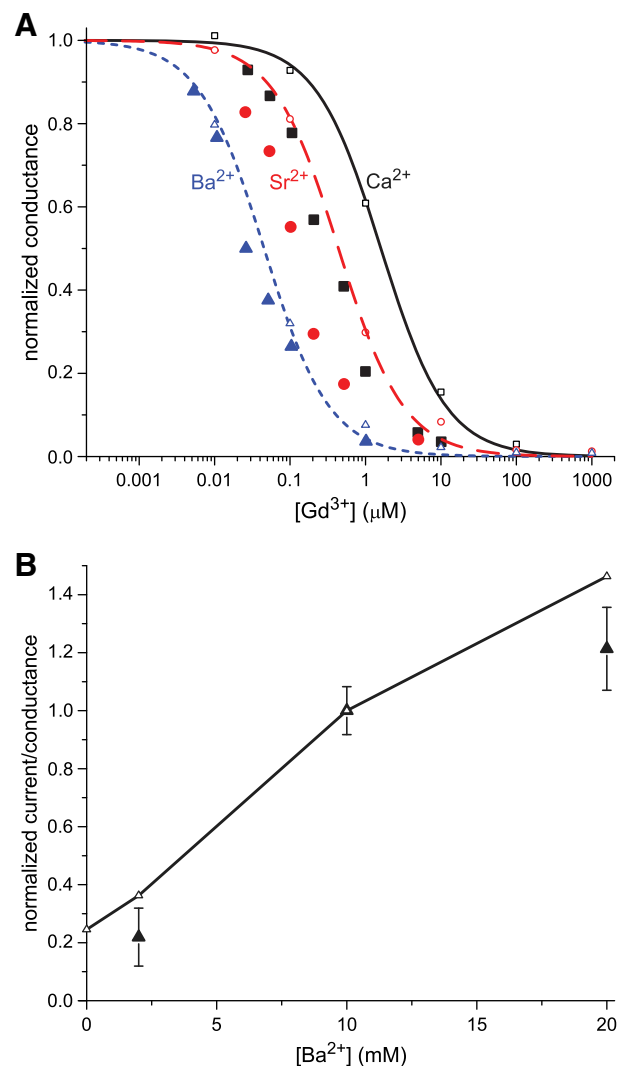 A
normalized conductance
1.0
0.8
0.6
0.4
0.2
0.0
Ba²⁺
Sr²⁺
Ca²⁺
0.001 0.01 0.1 1 10 100 1000
[Gd³⁺] (μM)
B
normalized current/conductance
1.4
1.2
1.0
0.8
0.6
0.4
0.2
0.0
0 5 10 15 20
[Ba²⁺] (mM)